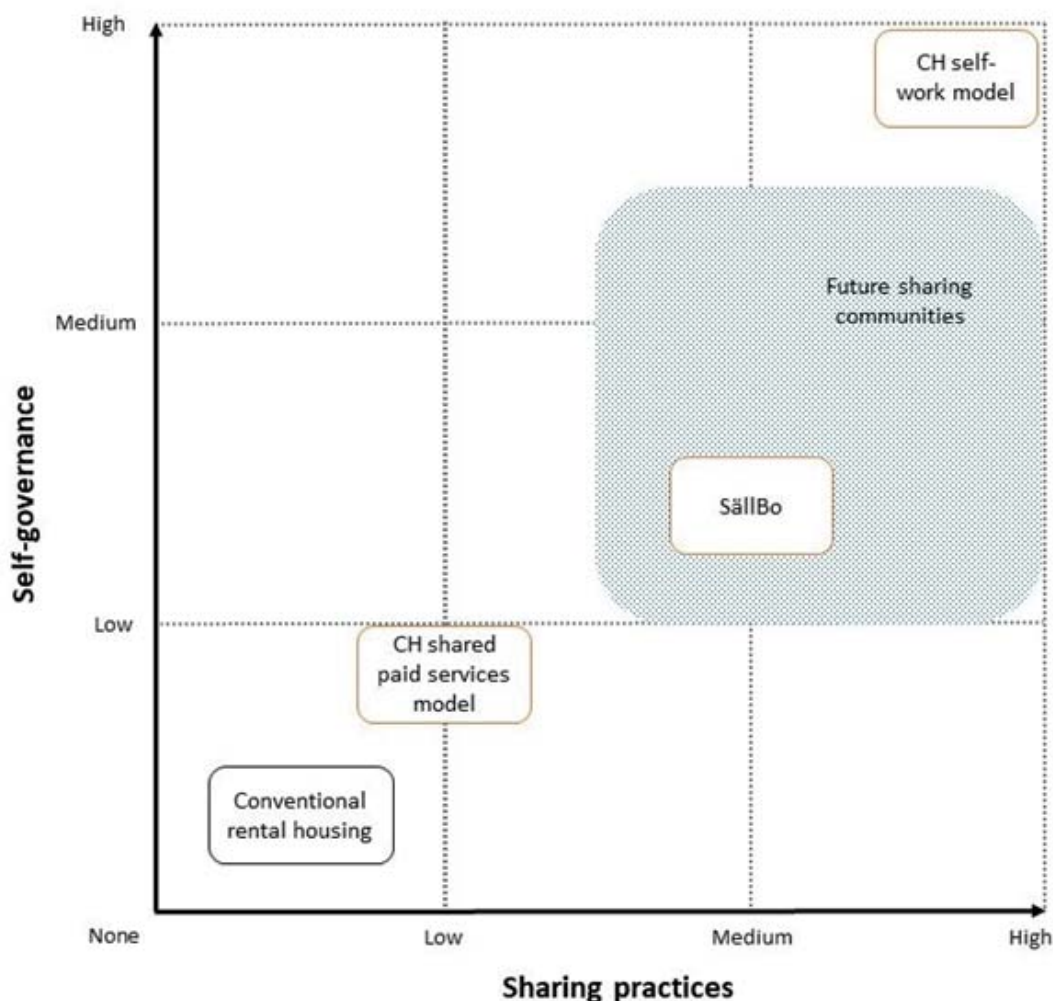 High
CH self-
work model
Future sharing
communities
Medium
Self-governance
SällBo
Low
CH shared
paid services
model
Conventional
rental housing
None
Low
Medium
High
Sharing practices